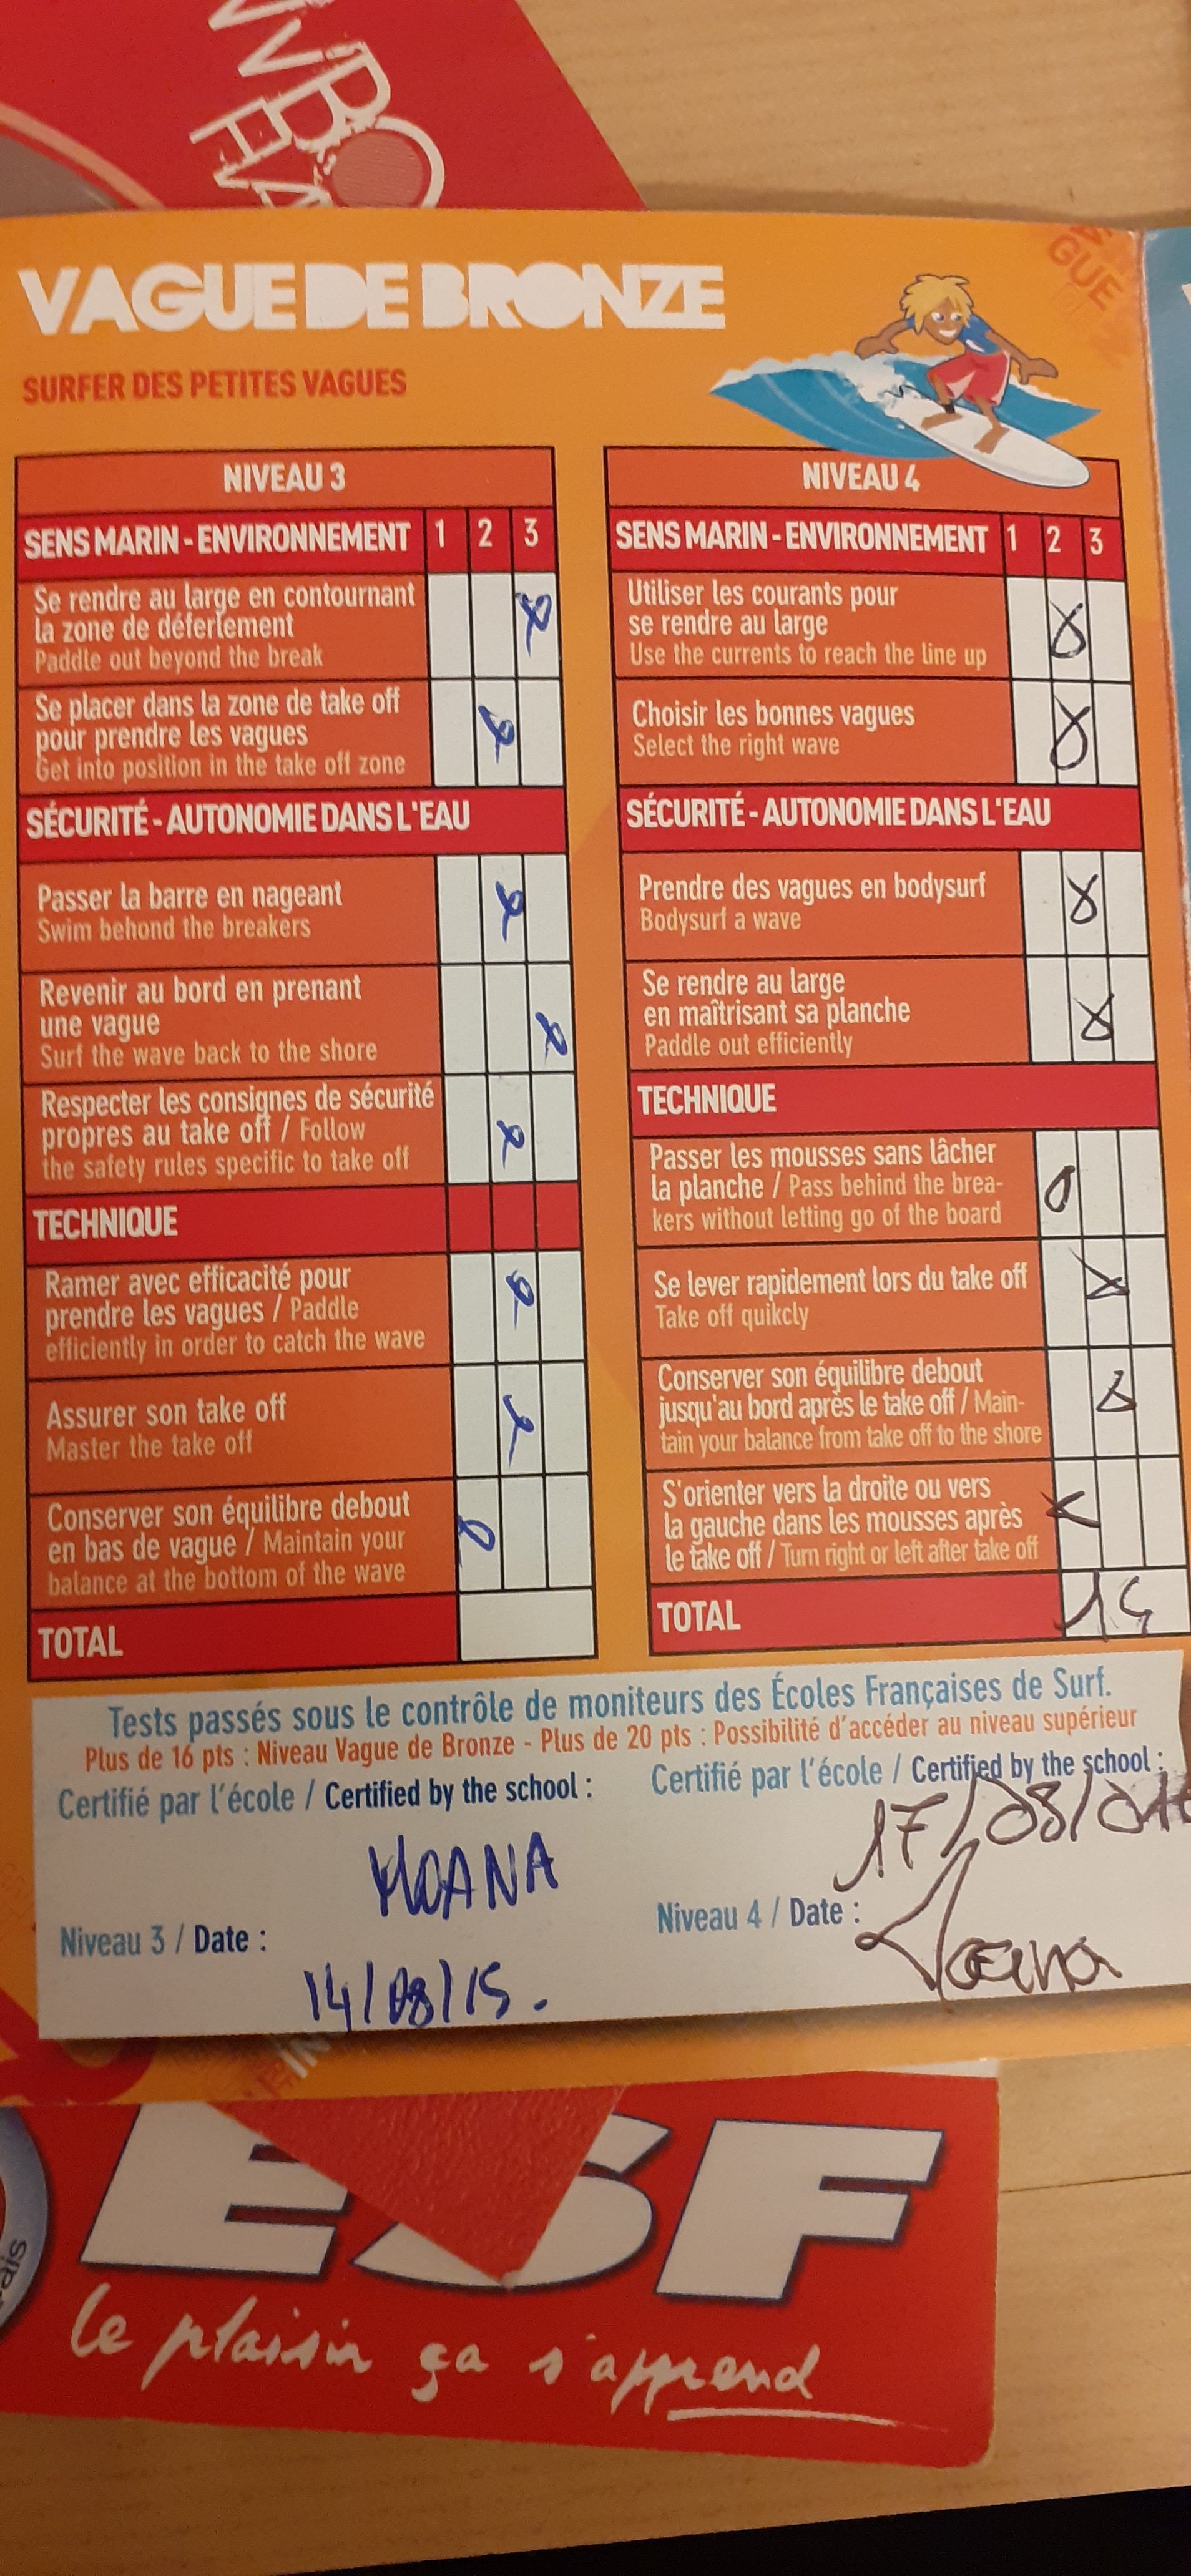 VAGUE DE BRONZE
SURFER DES PETITES VAGUES
NIVEAU 3
SENS MARIN - ENVIRONNEMENT 1 2 3
Se rendre au large en contournant
la zone de déferlement
Paddle out beyond the break
Se placer dans la zone de take off
pour prendre les vagues
Get into position in the take off zone
SÉCURITÉ - AUTONOMIE DANS L'EAU
Passer la barre en nageant
Swim behond the breakers
Revenir au bord en prenant
une vague
Surf the wave back to the shore
Respecter les consignes de sécurité
propres au take off / Follow
the safety rules specific to take off
TECHNIQUE
Ramer avec efficacité pour
prendre les vagues / Paddle
efficiently in order to catch the wave
Assurer son take off
Master the take off
Conserver son équilibre debout
en bas de vague / Maintain your
balance at the bottom of the wave
TOTAL
NIVEAU 4
SENS MARIN - ENVIRONNEMENT 1 2 3
Utiliser les courants pour
se rendre au large
Use the currents to reach the line up
Choisir les bonnes vagues
Select the right wave
SÉCURITÉ - AUTONOMIE DANS L'EAU
Prendre des vagues en bodysurf
Bodysurf a wave
Se rendre au large
en maîtrisant sa planche
Paddle out efficiently
TECHNIQUE
Passer les mousses sans lâcher
la planche / Pass behind the brea-
kers without letting go of the board
Se lever rapidement lors du take off
Take off quikcly
Conserver son équilibre debout
jusqu'au bord après le take off / Main-
tain your balance from take off to the shore
S'orienter vers la droite ou vers
la gauche dans les mousses après
le take off / Turn right or left after take off
TOTAL
Tests passés sous le contrôle de moniteurs des Écoles Françaises de Surf.
Plus de 16 pts : Niveau Vague de Bronze - Plus de 20 pts : Possibilité d'accéder au niveau supérieur
Certifié par l'école / Certified by the school :
MOANA
Niveau 3 / Date :
14/08/15.
Certifié par l'école / Certified by the school :
17/08/
Niveau 4 / Date :
Moana
ESF
le plaisir ça s'apprend